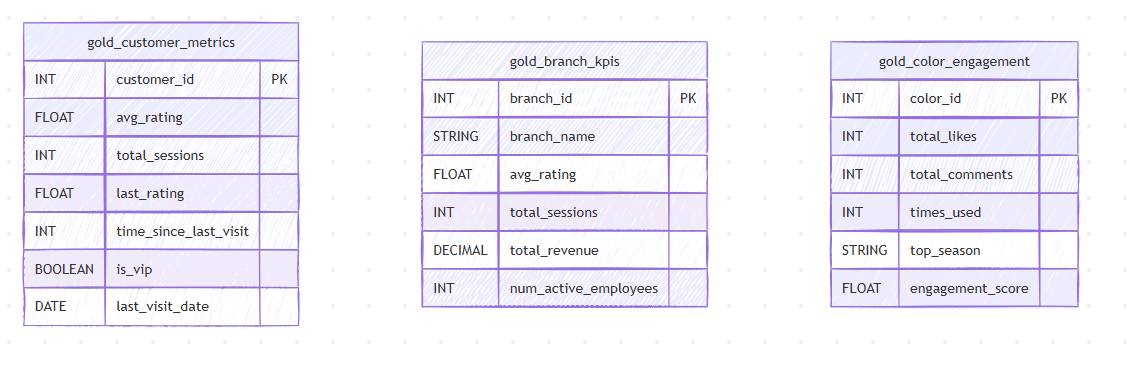 gold_customer_metrics
INT customer_id PK
FLOAT avg_rating
INT total_sessions
FLOAT last_rating
INT time_since_last_visit
BOOLEAN is_vip
DATE last_visit_date
gold_branch_kpis
INT branch_id PK
STRING branch_name
FLOAT avg_rating
INT total_sessions
DECIMAL total_revenue
INT num_active_employees
gold_color_engagement
INT color_id PK
INT total_likes
INT total_comments
INT times_used
STRING top_season
FLOAT engagement_score